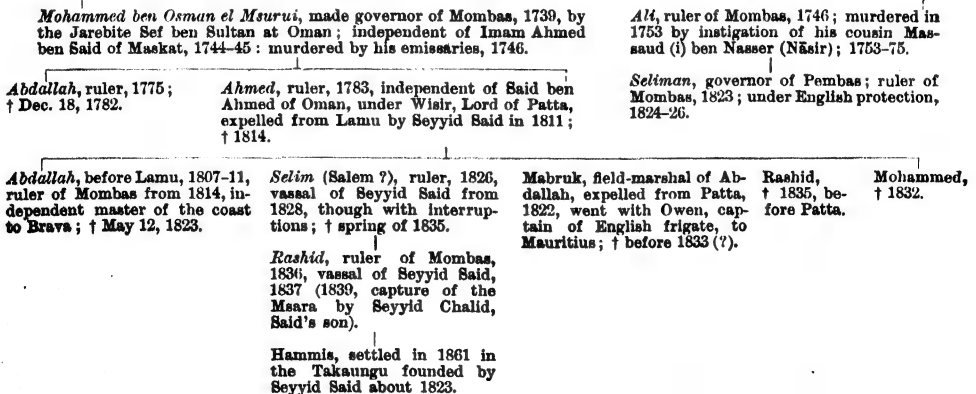 Mohammed ben Osman el Msurui, made governor of Mombas, 1739, by
the Jarebite Sef ben Sultan at Oman; independent of Imam Ahmed
ben Said of Maskat, 1744-45: murdered by his emissaries, 1746.
Ali, ruler of Mombas, 1746; murdered in
1753 by instigation of his cousin Mas-
saud (i) ben Nasser (Nāsir); 1753-75.
Abdallah, ruler, 1775;
† Dec. 18, 1782.
Ahmed, ruler, 1783, independent of Said ben
Ahmed of Oman, under Wisir, Lord of Patta,
expelled from Lamu by Seyyid Said in 1811;
† 1814.
Seliman, governor of Pembas; ruler of
Mombas, 1823; under English protection,
1824-26.
Abdallah, before Lamu, 1807-11,
ruler of Mombas from 1814, in-
dependent master of the coast
to Brava; † May 12, 1823.
Selim (Salem ?), ruler, 1826,
vassal of Seyyid Said from
1828, though with interrup-
tions; † spring of 1835.
Rashid, ruler of Mombas,
1836, vassal of Seyyid Said,
1837 (1839, capture of the
Msara by Seyyid Chalid,
Said's son).
Hammis, settled in 1861 in
the Takaungu founded by
Seyyid Said about 1823.
Mabruk, field-marshal of Ab-
dallah, expelled from Patta,
1822, went with Owen, cap-
tain of English frigate, to
Mauritius; † before 1833 (?).
Rashid,
† 1835, be-
fore Patta.
Mohammed,
† 1832.